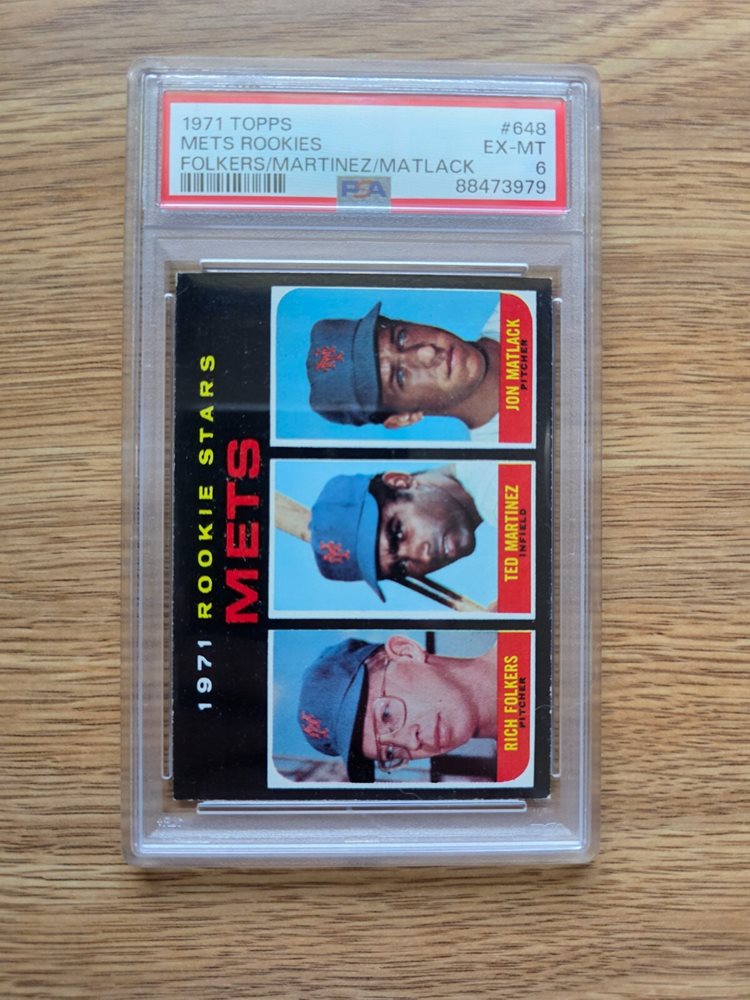 1971 TOPPS #648
METS ROOKIES EX-MT
FOLKERS/MARTINEZ/MATLACK 6
PSA 88473979
1971 ROOKIE STARS
METS
RICH FOLKERS
PITCHER
TED MARTINEZ
INFIELD
JON MATLACK
PITCHER